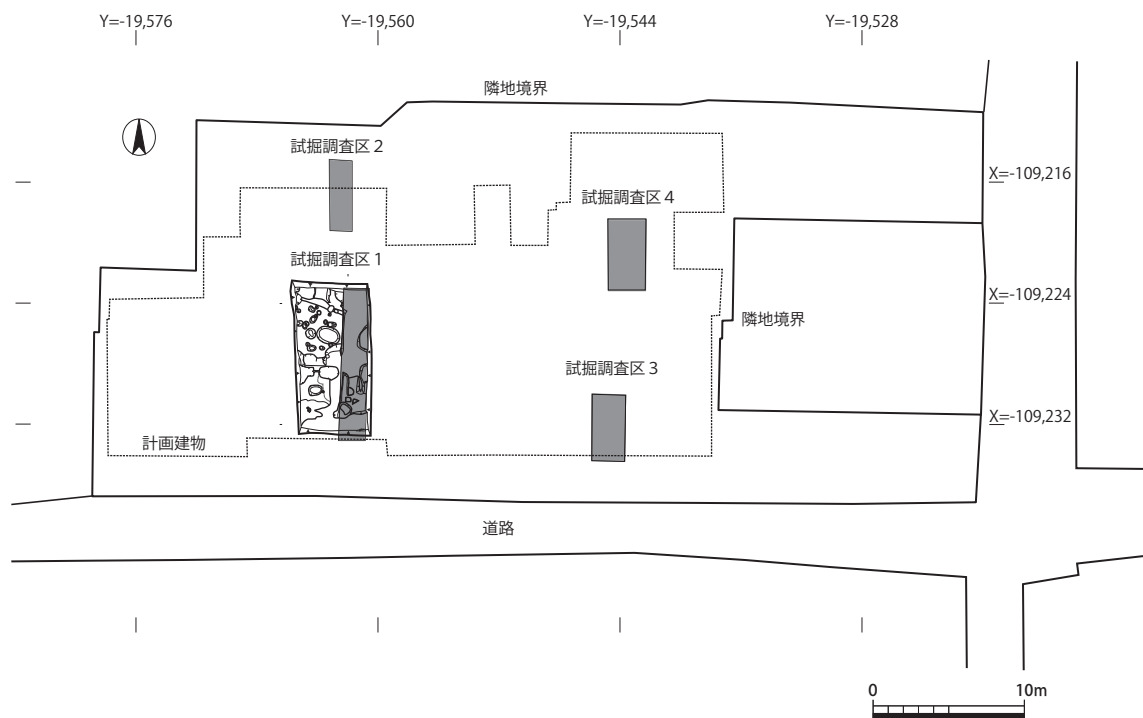 Y=-19,576
Y=-19,560
Y=-19,544
Y=-19,528
隣地境界
試掘調査区 2
X=-109,216
試掘調査区 4
試掘調査区 1
X=-109,224
隣地境界
試掘調査区 3
X=-109,232
計画建物
道路
0
10m